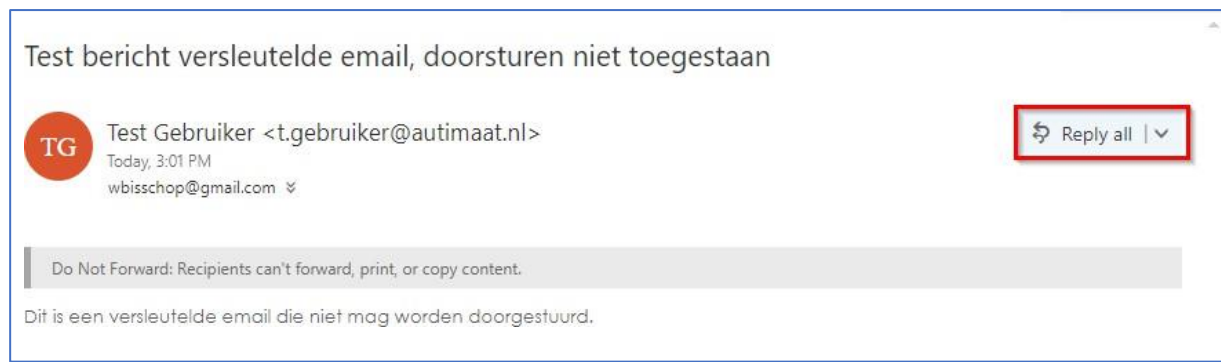 Test bericht versleutelde email, doorsturen niet toegestaan
TG
Test Gebruiker <t.gebruiker@autimaat.nl>
Reply all
Today, 3:01 PM
wbisschop@gmail.com
Do Not Forward: Recipients can't forward, print, or copy content.
Dit is een versleutelde email die niet mag worden doorgestuurd.